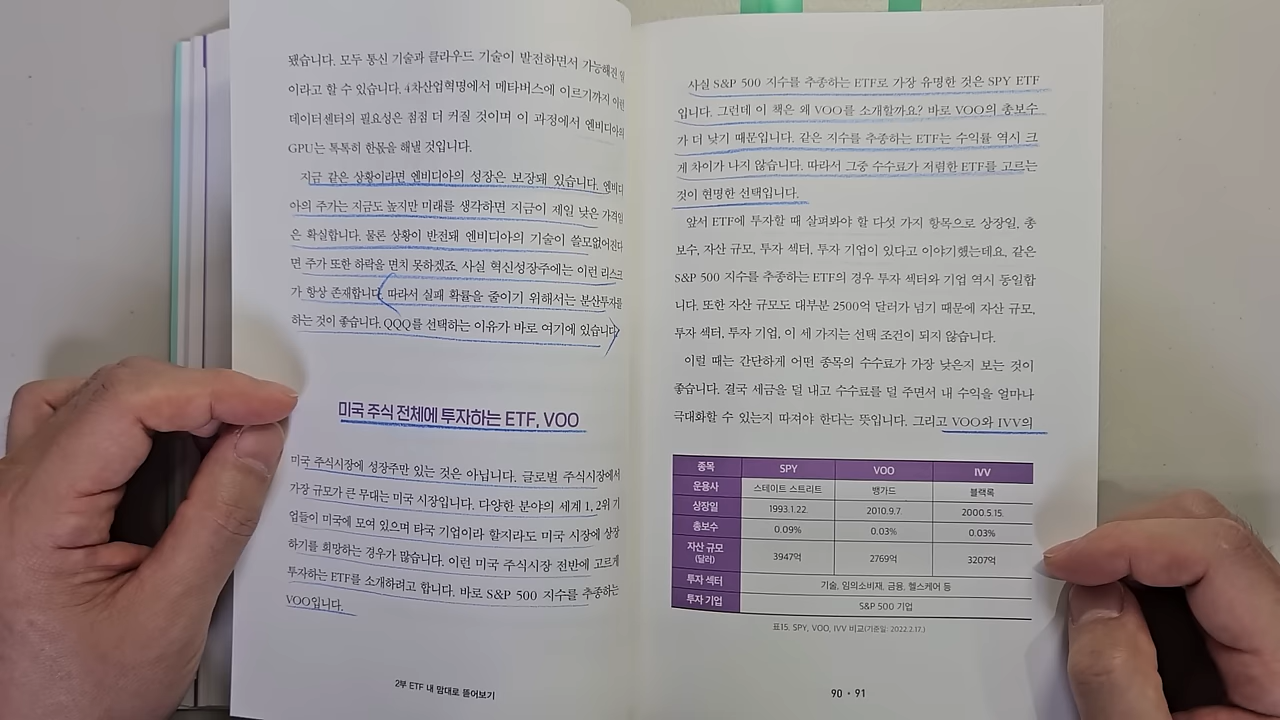 됐습니다. 모두 통신 기술과 클라우드 기술이 발전하면서 가능해진 일
이라고 할 수 있습니다. 4차산업혁명에서 메타버스에 이르기까지 이런
데이터센터의 필요성은 점점 더 커질 것이며 이 과정에서 엔비디아의
GPU는 톡톡히 한몫을 해낼 것입니다.
지금 같은 상황이라면 엔비디아의 성장은 보장돼 있습니다. 엔비디
아의 주가는 지금도 높지만 미래를 생각하면 지금이 제일 낮은 가격임
은 확실합니다. 물론 상황이 반전돼 엔비디아의 기술이 쓸모없어진다
면 주가 또한 하락을 면치 못하겠죠. 사실 혁신성장주에는 이런 리스크
가 항상 존재합니다. 따라서 실패 확률을 줄이기 위해서는 분산투자를
하는 것이 좋습니다. QQQ를 선택하는 이유가 바로 여기에 있습니다.
미국 주식 전체에 투자하는 ETF, VOO
미국 주식시장에 성장주만 있는 것은 아닙니다. 글로벌 주식시장에서
가장 규모가 큰 무대는 미국 시장입니다. 다양한 분야의 세계 1, 2위 기
업들이 미국에 모여 있으며 타국 기업이라 할지라도 미국 시장에 상장
하기를 희망하는 경우가 많습니다. 이런 미국 주식시장 전반에 고르게
투자하는 ETF를 소개하려고 합니다. 바로 S&P 500 지수를 추종하는
VOO입니다.
2부 ETF 내 맘대로 뜯어보기
사실 S&P 500 지수를 추종하는 ETF로 가장 유명한 것은 SPY ETF
입니다. 그런데 이 책은 왜 VOO를 소개할까요? 바로 VOO의 총보수
가 더 낮기 때문입니다. 같은 지수를 추종하는 ETF는 수익률 역시 크
게 차이가 나지 않습니다. 따라서 그중 수수료가 저렴한 ETF를 고르는
것이 현명한 선택입니다.
앞서 ETF에 투자할 때 살펴봐야 할 다섯 가지 항목으로 상장일, 총
보수, 자산 규모, 투자 섹터, 투자 기업이 있다고 이야기했는데요. 같은
S&P 500 지수를 추종하는 ETF의 경우 투자 섹터와 기업 역시 동일합
니다. 또한 자산 규모도 대부분 2500억 달러가 넘기 때문에 자산 규모,
투자 섹터, 투자 기업, 이 세 가지는 선택 조건이 되지 않습니다.
이럴 때는 간단하게 어떤 종목의 수수료가 가장 낮은지 보는 것이
좋습니다. 결국 세금을 덜 내고 수수료를 덜 주면서 내 수익을 얼마나
극대화할 수 있는지 따져야 한다는 뜻입니다. 그리고 VOO와 IVV의
종목 SPY VOO IVV
운용사 스테이트 스트리트 뱅가드 블랙록
상장일 1993.1.22. 2010.9.7. 2000.5.15.
총보수 0.09% 0.03% 0.03%
자산 규모 (달러) 3947억 2769억 3207억
투자 섹터 기술, 임의소비재, 금융, 헬스케어 등
투자 기업 S&P 500 기업
표15. SPY, VOO, IVV 비교(기준일: 2022.2.17.)
90 • 91